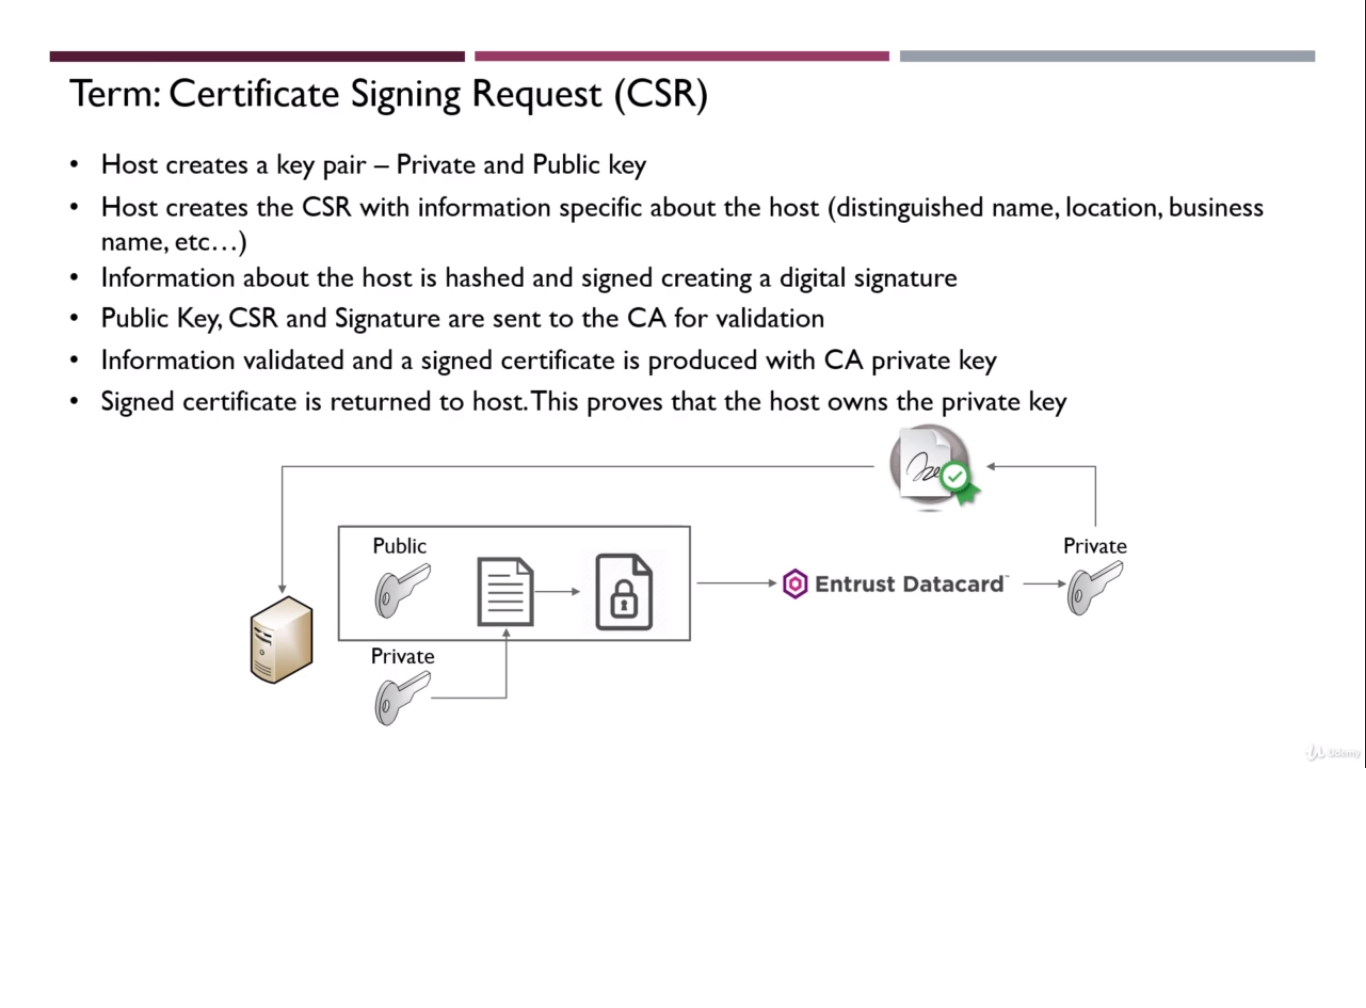 Term: Certificate Signing Request (CSR)
• Host creates a key pair – Private and Public key
• Host creates the CSR with information specific about the host (distinguished name, location, business
name, etc…)
• Information about the host is hashed and signed creating a digital signature
• Public Key, CSR and Signature are sent to the CA for validation
• Information validated and a signed certificate is produced with CA private key
• Signed certificate is returned to host. This proves that the host owns the private key
Public
Private
Entrust Datacard™
Private
Udemy